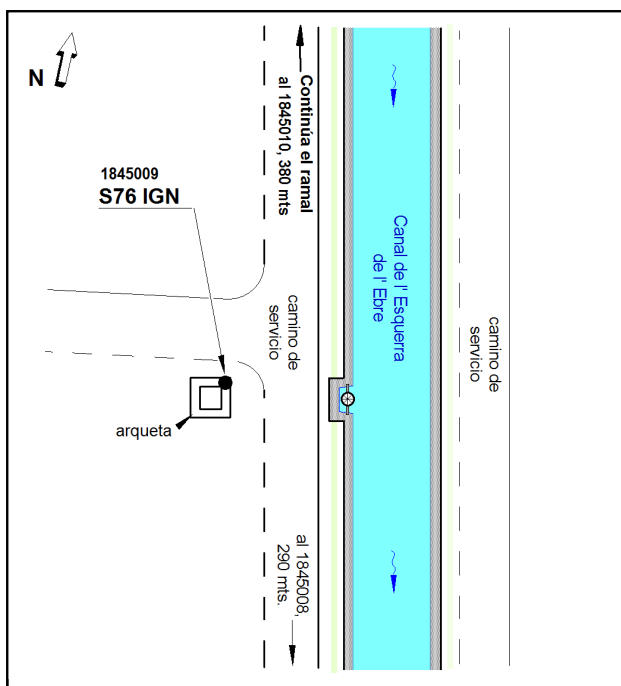 N
Continúa el ramal
al 1845010, 380 mts
1845009
S76 IGN
Canal de l' Esquerra
de l' Ebre
camino de
servicio
camino de
servicio
arqueta
al 1845008,
290 mts.